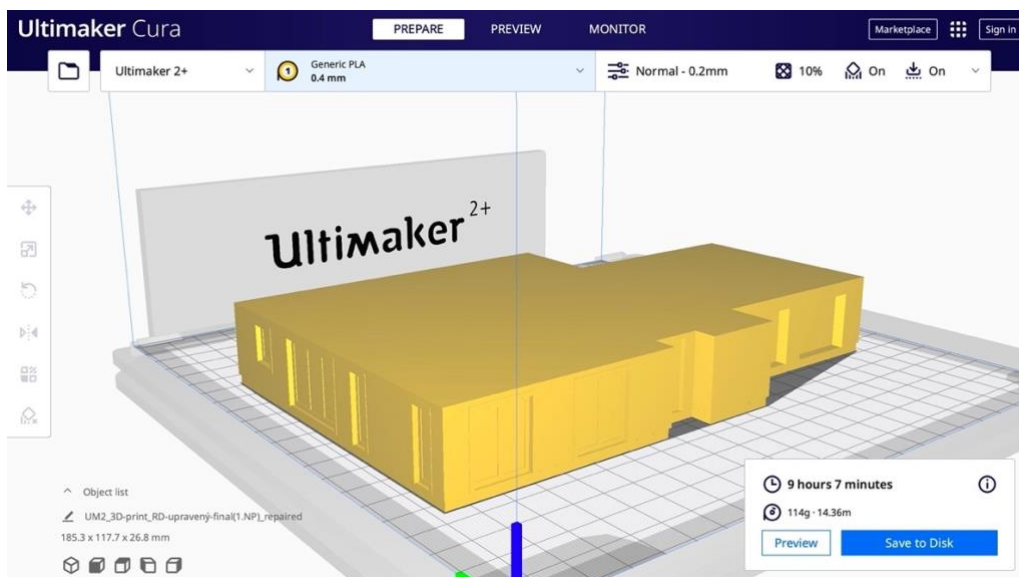 Ultimaker Cura
PREPARE
PREVIEW
MONITOR
Marketplace
Sign in
Ultimaker 2+
1
Generic PLA
0.4 mm
Normal - 0.2mm
10%
On
On
Ultimaker 2+
Object list
UM2_3D-print_RD-upravený-final(1.NP)_repaired
185.3 x 117.7 x 26.8 mm
9 hours 7 minutes
114g · 14.36m
Preview
Save to Disk